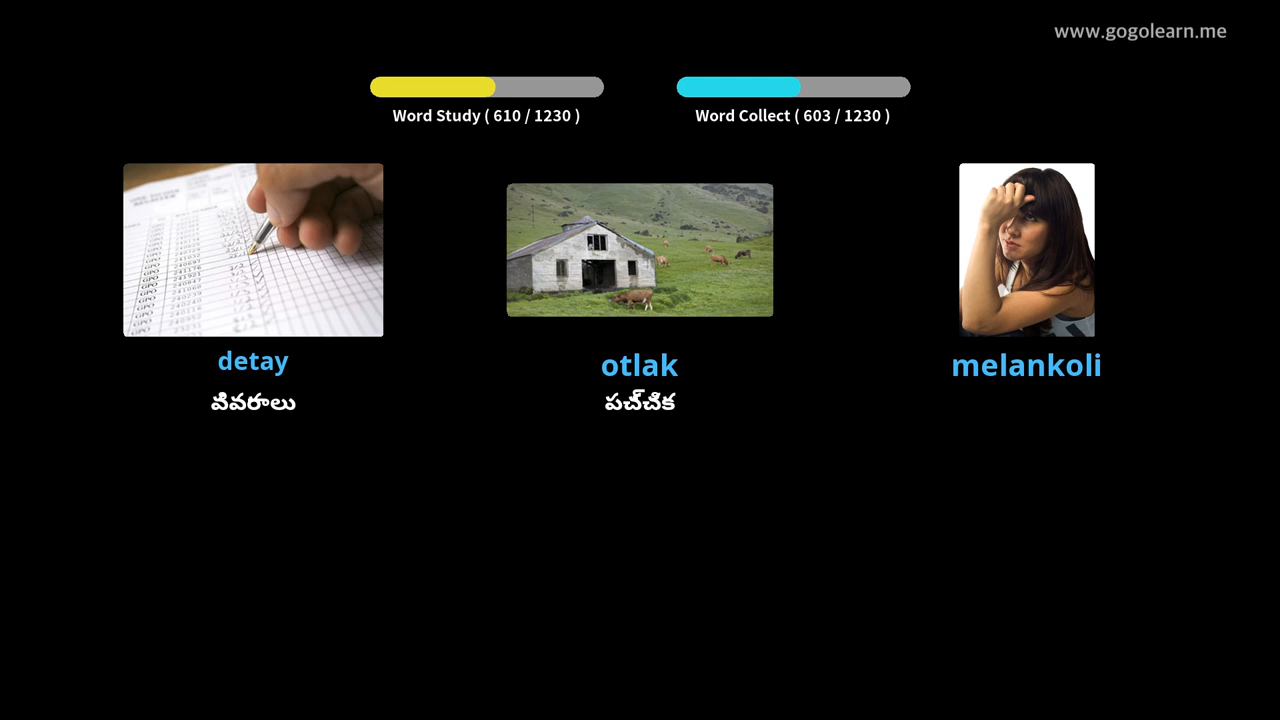 www.gogolearn.me
Word Study ( 610 / 1230 )
Word Collect ( 603 / 1230 )
detay
otlak
melankoli
వివరాలు
పచ్చిక